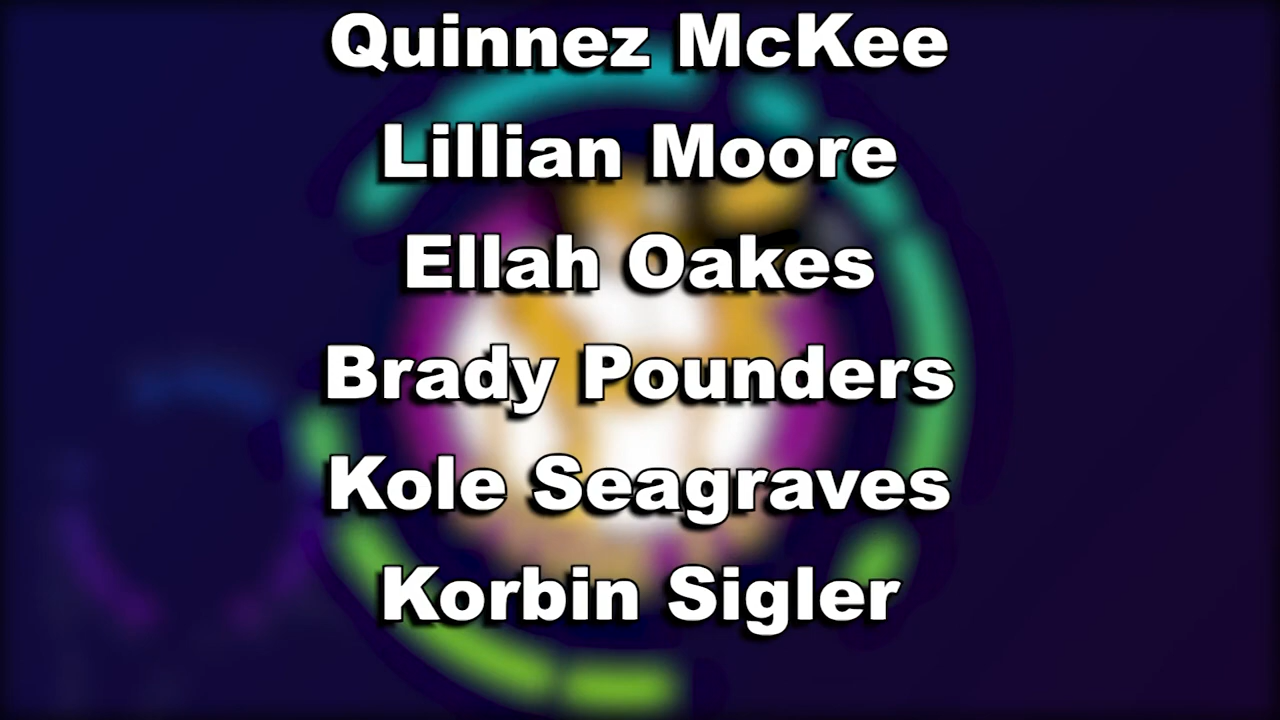 Quinnez McKee
Lillian Moore
Ellah Oakes
Brady Pounders
Kole Seagraves
Korbin Sigler